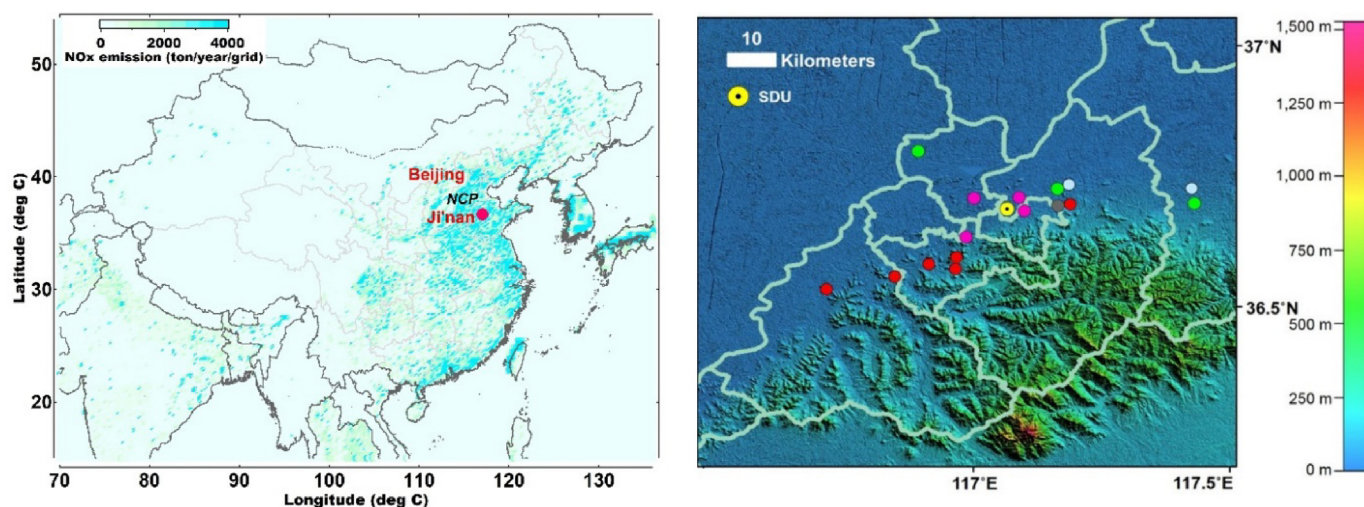 NOx emission (ton/year/grid)
0 2000 4000
Beijing
NCP
Ji'nan
50
40
30
20
Latitude (deg C)
70 80 90 100 110 120 130
Longitude (deg C)
10
Kilometers
SDU
37°N
36.5°N
117°E 117.5°E
1,500 m
1,250 m
1,000 m
750 m
500 m
250 m
0 m